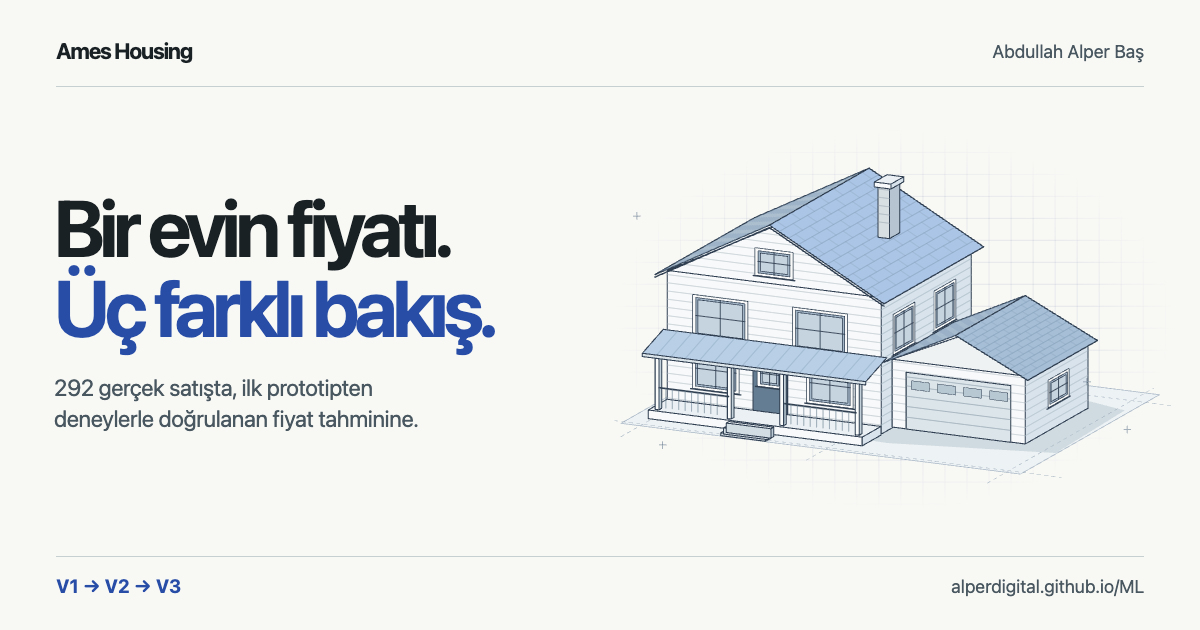 Ames Housing
Abdullah Alper Baş
Bir evin fiyatı.
Üç farklı bakış.
292 gerçek satışta, ilk prototipten
deneylerle doğrulanan fiyat tahminine.
V1 → V2 → V3
alperdigital.github.io/ML